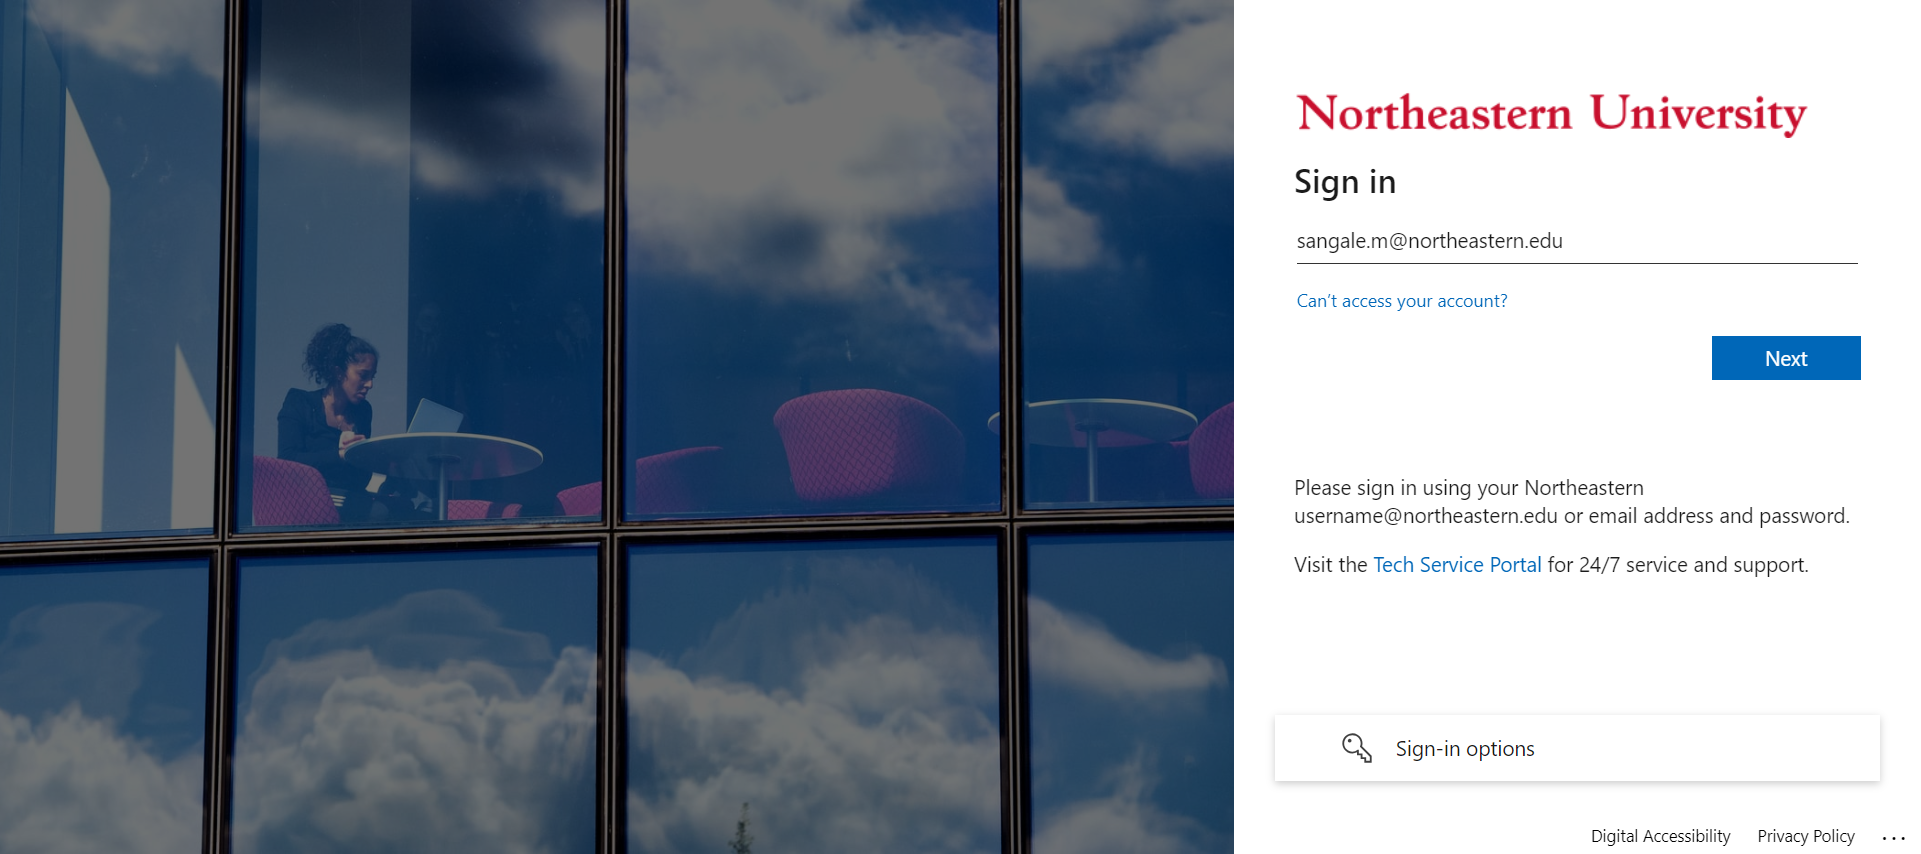 Northeastern University
Sign in
sangale.m@northeastern.edu
Can't access your account?
Next
Please sign in using your Northeastern
username@northeastern.edu or email address and password.
Visit the Tech Service Portal for 24/7 service and support.
Sign-in options
Digital Accessibility Privacy Policy ...